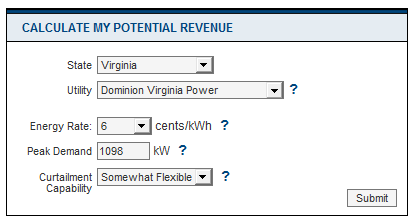 CALCULATE MY POTENTIAL REVENUE
State Virginia
Utility Dominion Virginia Power ?
Energy Rate: 6 cents/kWh ?
Peak Demand 1098 kW ?
Curtailment Somewhat Flexible ?
Capability
Submit